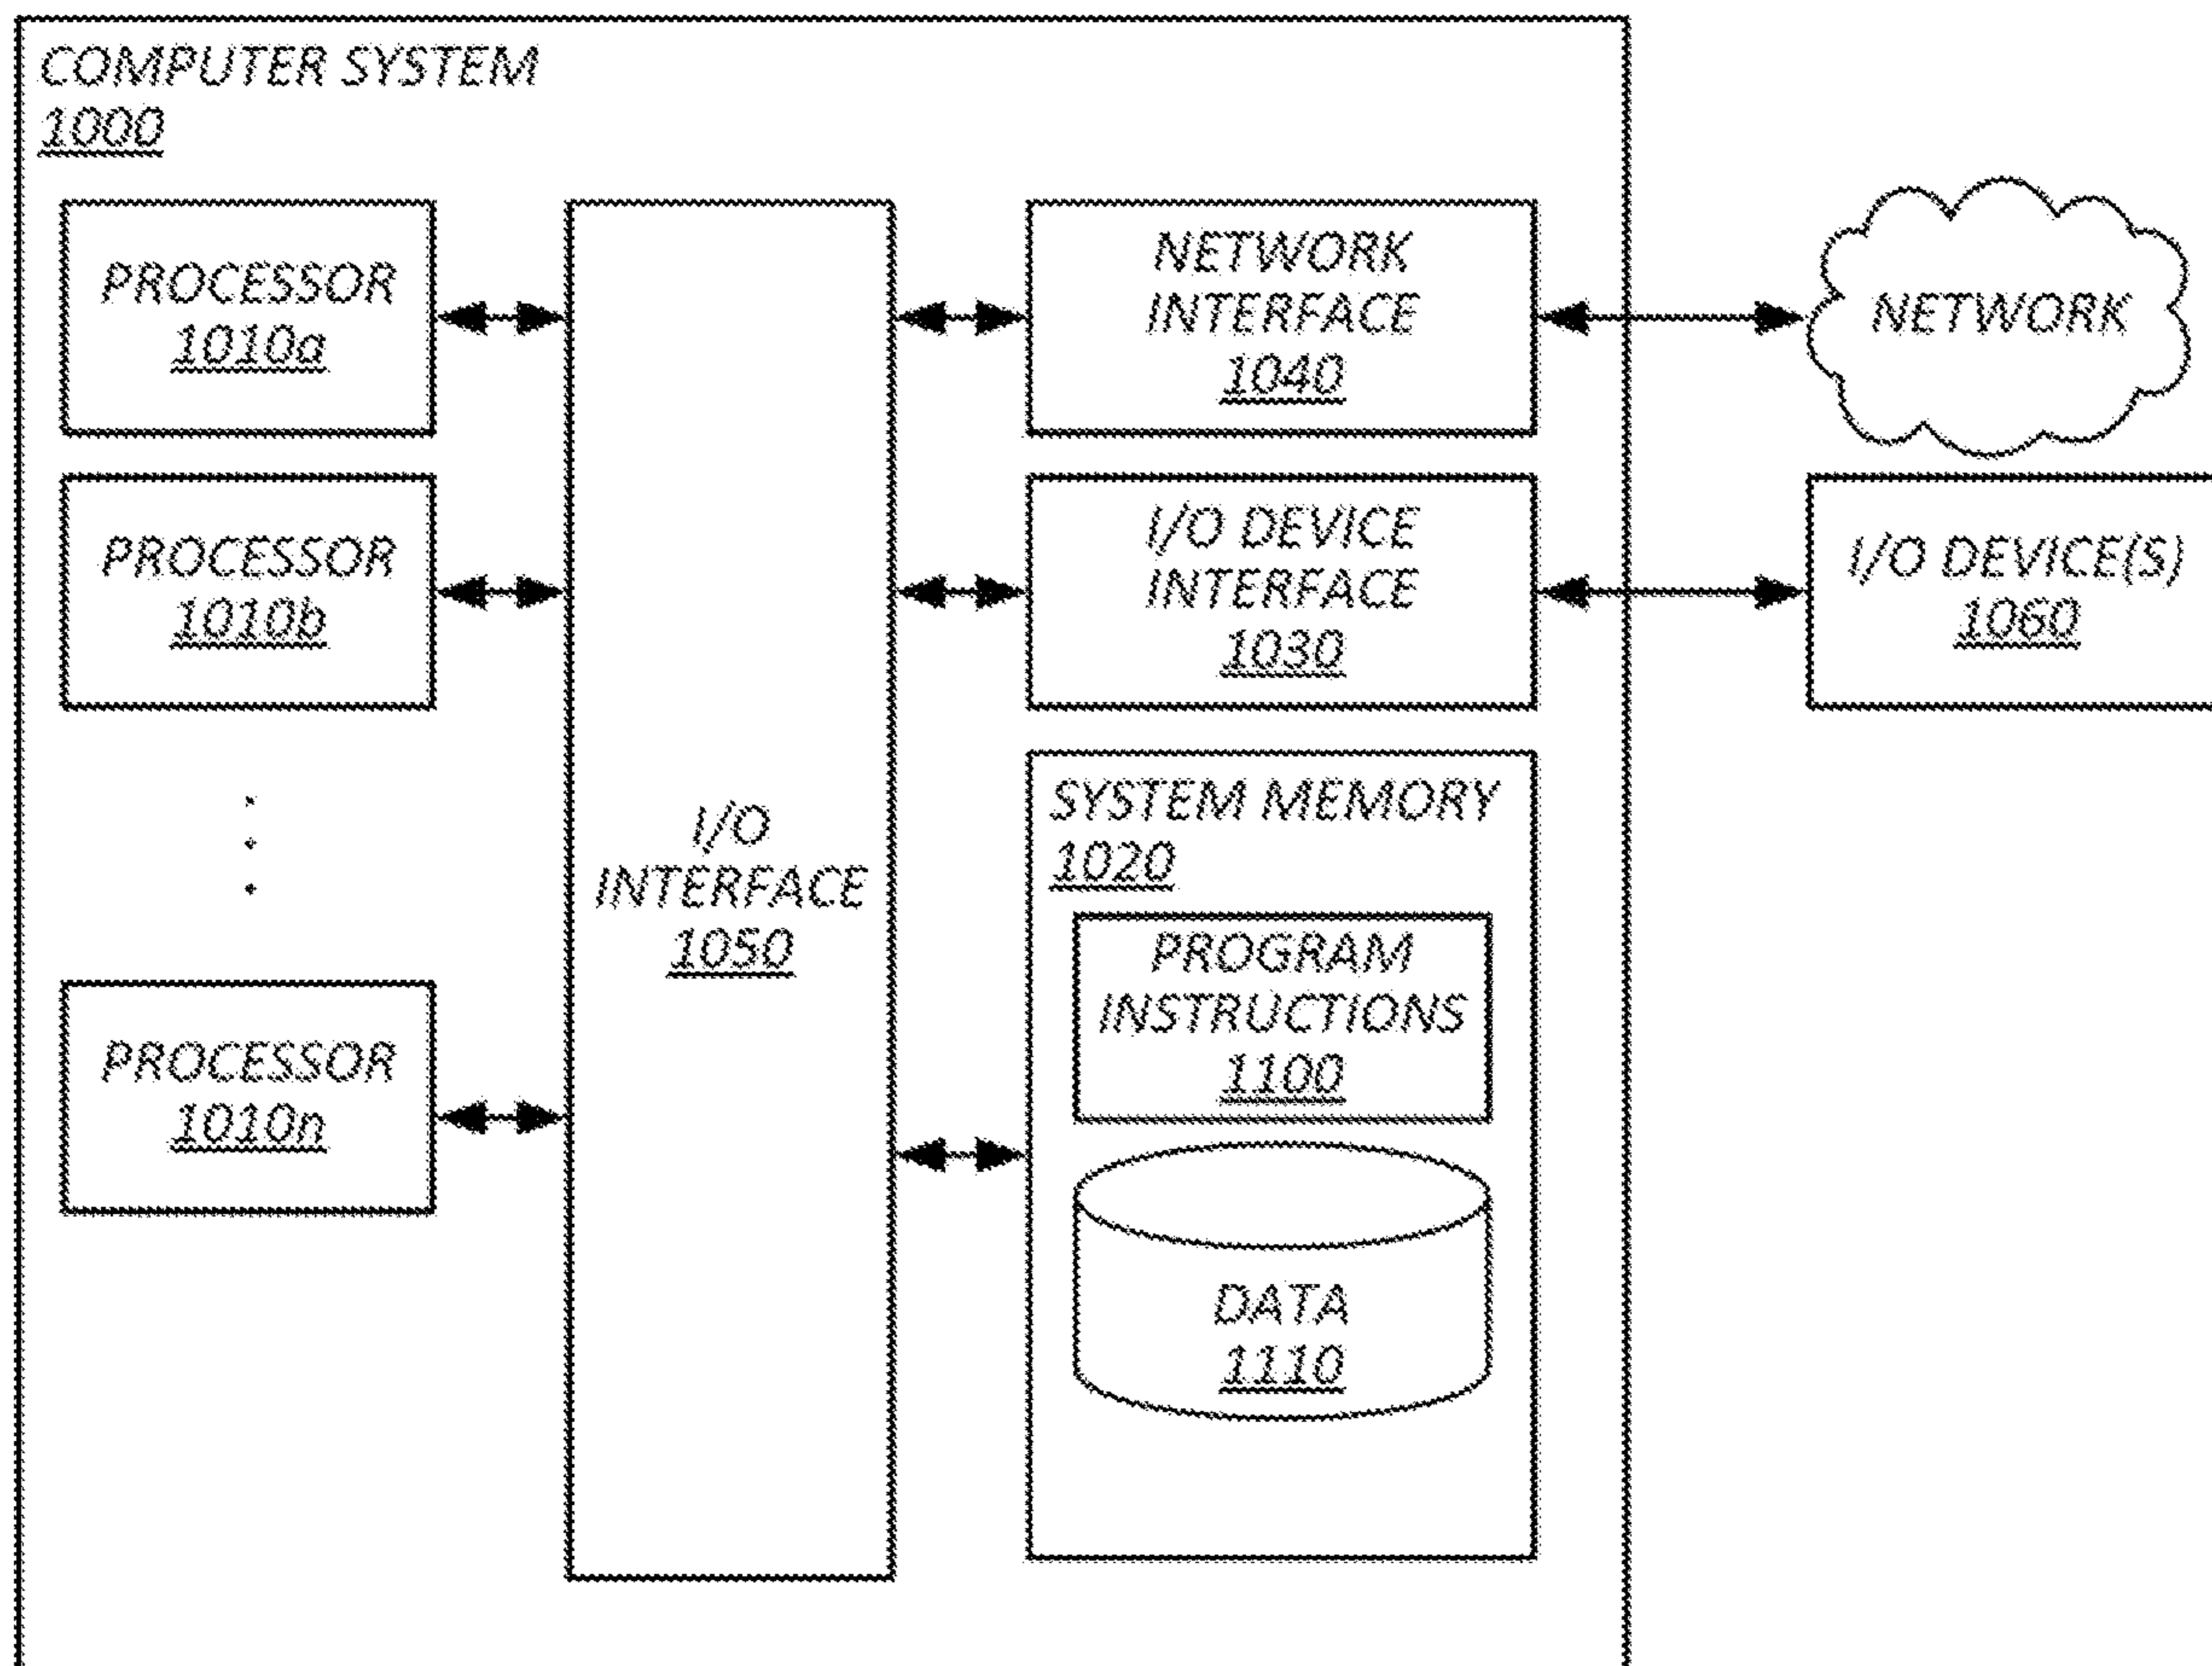 COMPUTER SYSTEM
1000
PROCESSOR
1010a
PROCESSOR
1010b
PROCESSOR
1010n
I/O
INTERFACE
1050
NETWORK
INTERFACE
1040
I/O DEVICE
INTERFACE
1030
SYSTEM MEMORY
1020
PROGRAM
INSTRUCTIONS
1100
DATA
1110
NETWORK
I/O DEVICE(S)
1060